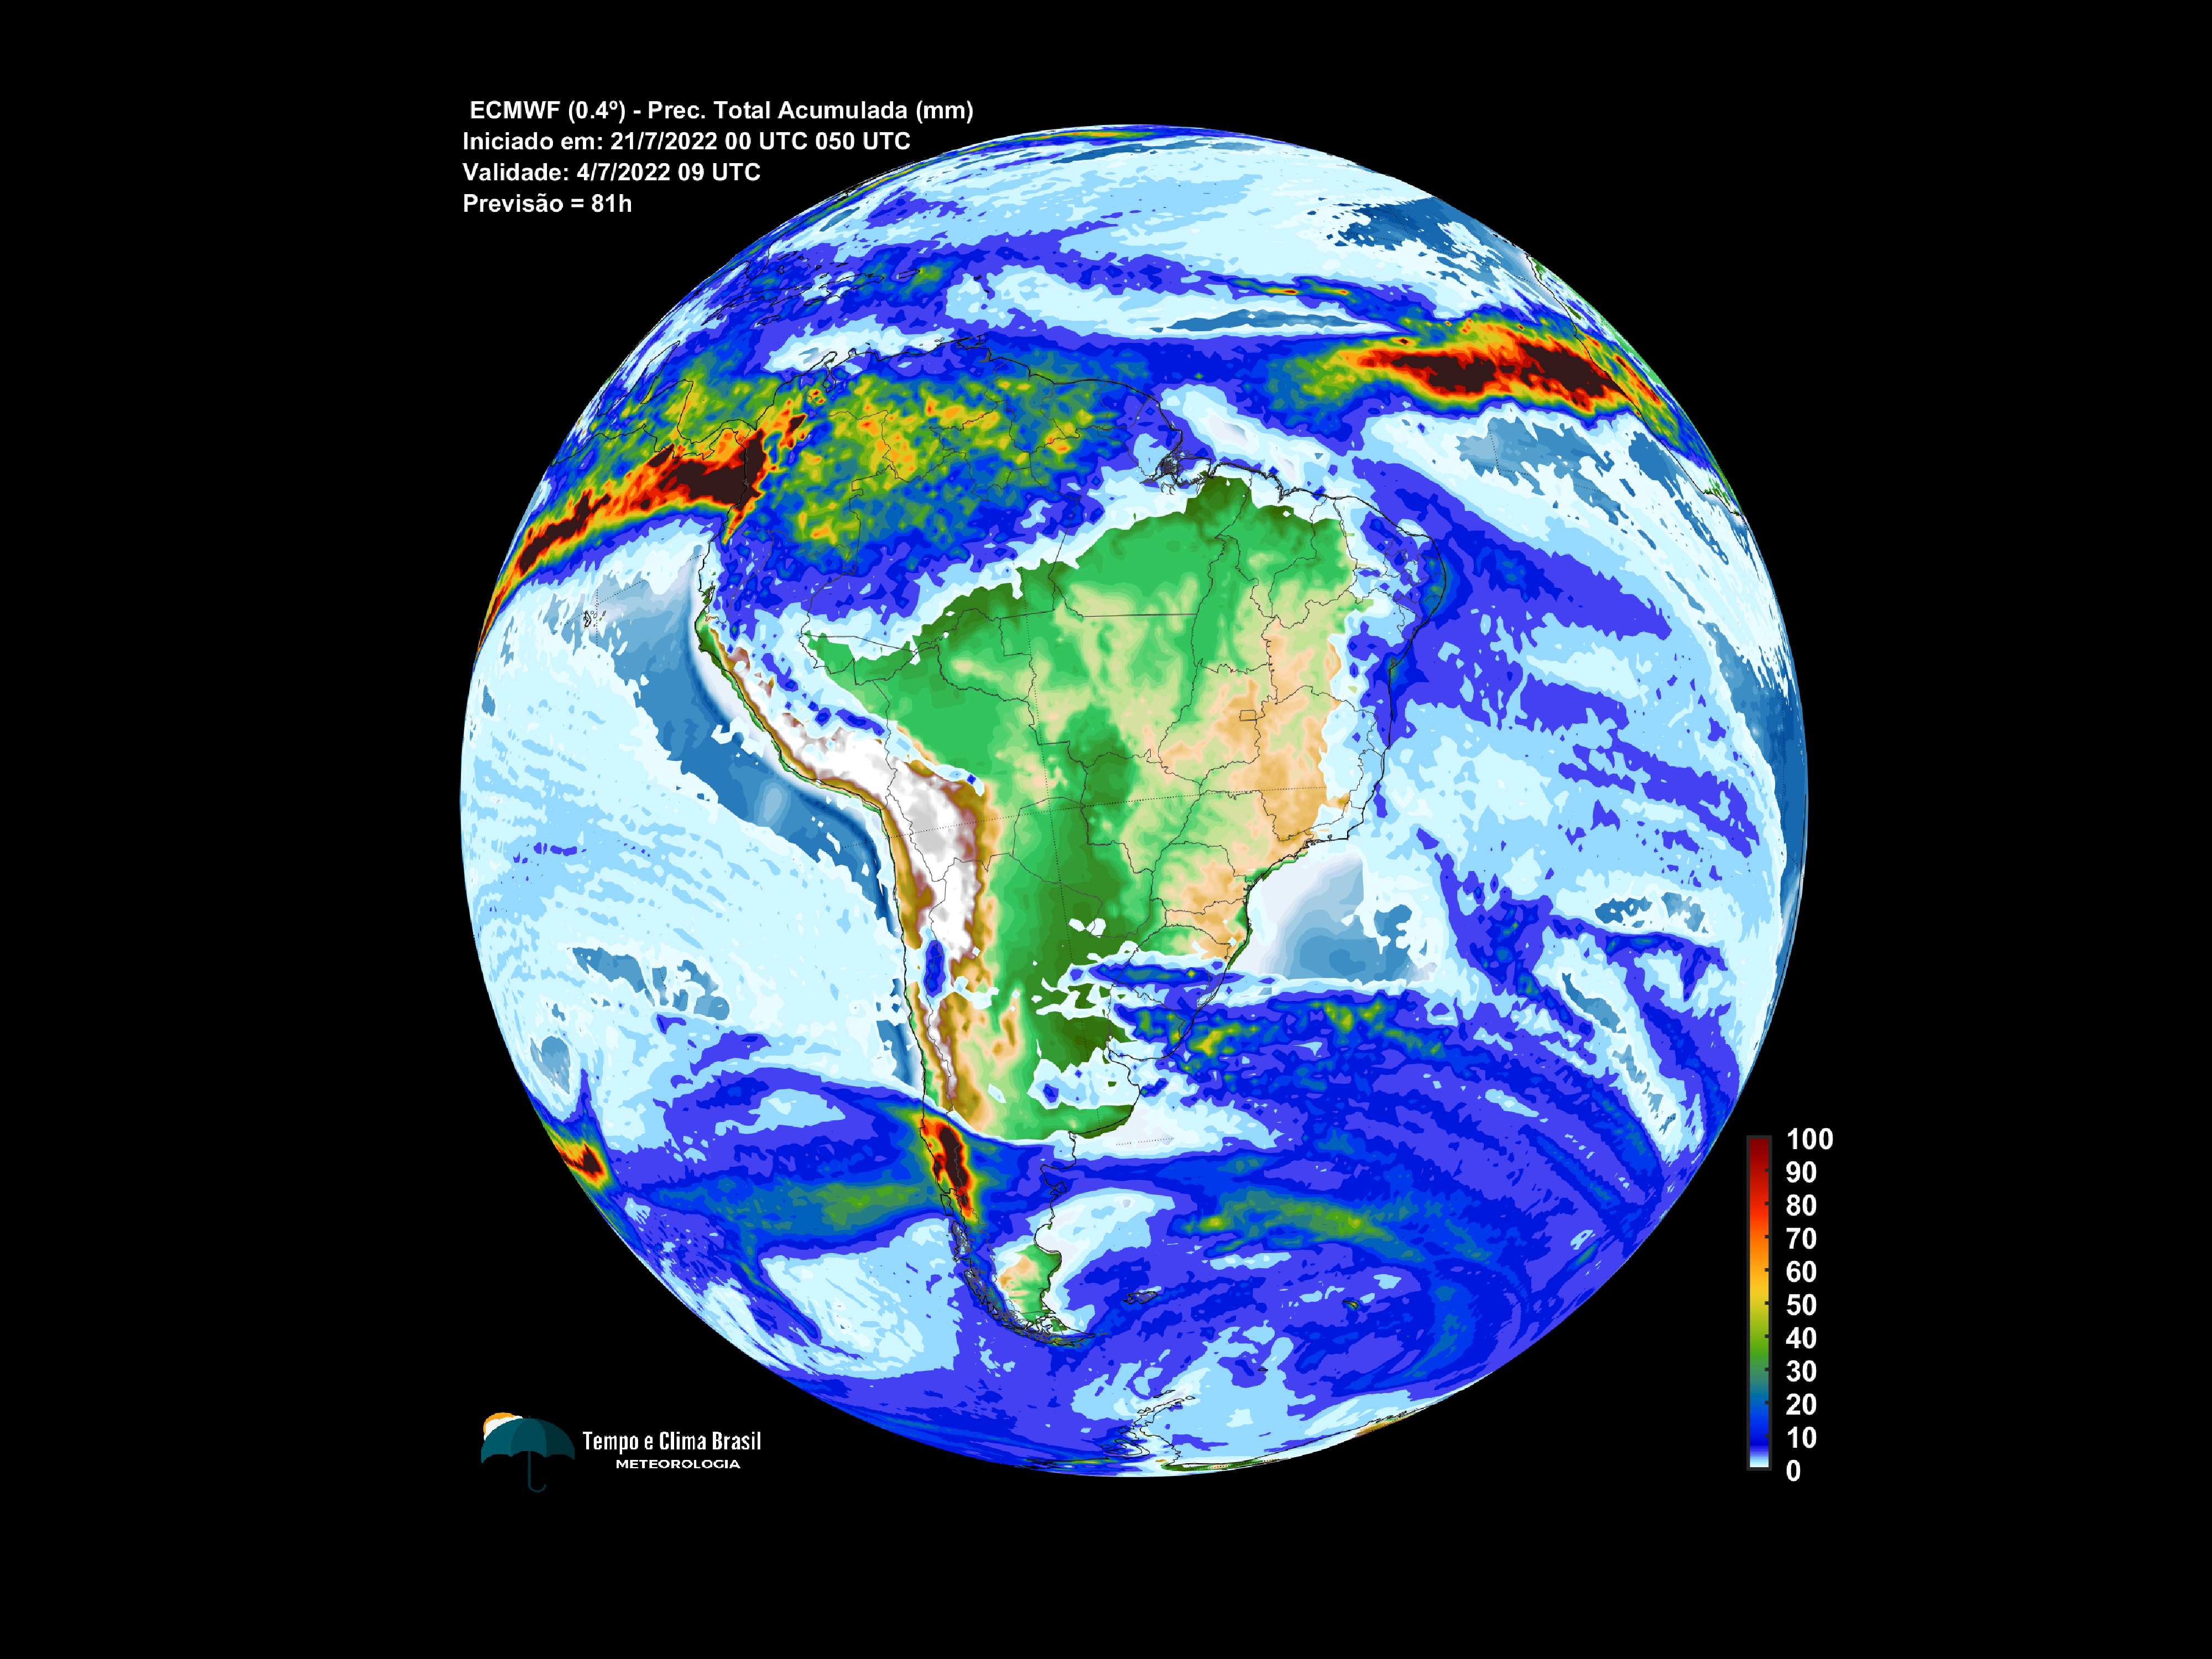 ECMWF (0.4º) - Prec. Total Acumulada (mm)
Iniciado em: 21/7/2022 00 UTC 050 UTC
Validade: 4/7/2022 09 UTC
Previsão = 81h
100
90
80
70
60
50
40
30
20
10
0
Tempo e Clima Brasil
METEOROLOGIA